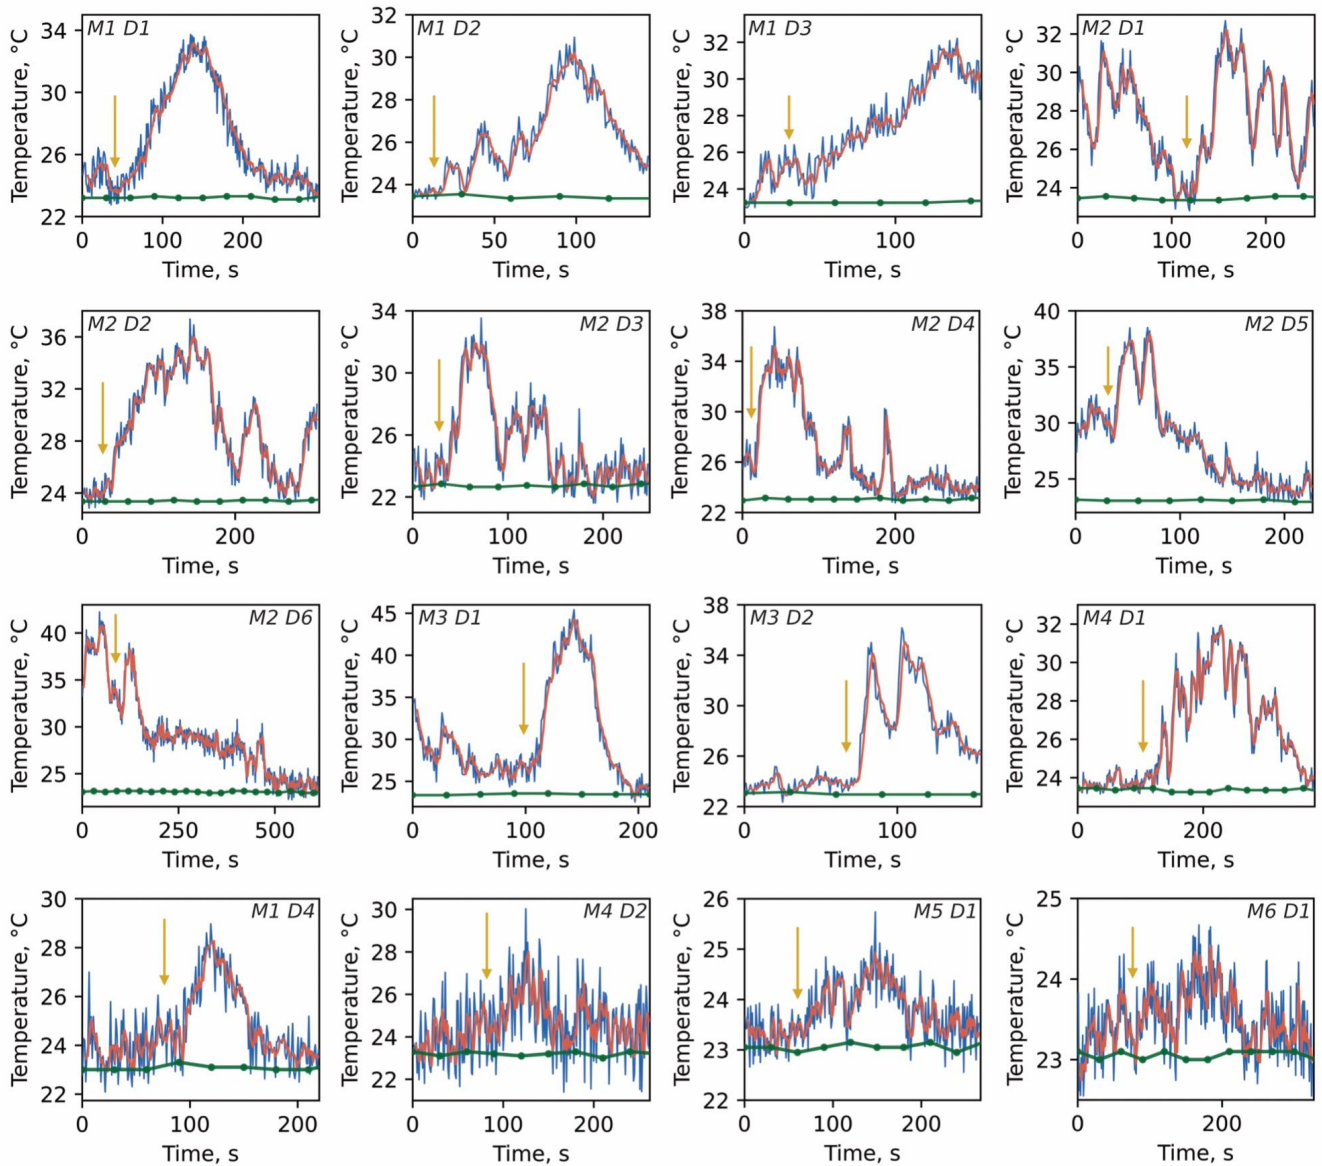 M1 D1
Temperature, °C
34
30
26
22
0
100
200
Time, s
M1 D2
Temperature, °C
32
30
28
26
24
0
50
100
Time, s
M1 D3
Temperature, °C
32
30
28
26
24
0
100
Time, s
M2 D1
Temperature, °C
32
30
28
26
24
0
100
200
Time, s
M2 D2
Temperature, °C
36
32
28
24
0
200
Time, s
M2 D3
Temperature, °C
34
30
26
22
0
100
200
Time, s
M2 D4
Temperature, °C
38
34
30
26
22
0
100
200
300
Time, s
M2 D5
Temperature, °C
40
35
30
25
0
100
200
Time, s
M2 D6
Temperature, °C
40
35
30
25
0
250
500
Time, s
M3 D1
Temperature, °C
45
40
35
30
25
0
100
200
Time, s
M3 D2
Temperature, °C
38
34
30
26
22
0
100
Time, s
M4 D1
Temperature, °C
32
30
28
26
24
0
200
Time, s
M1 D4
Temperature, °C
30
28
26
24
22
0
100
200
Time, s
M4 D2
Temperature, °C
30
28
26
24
22
0
100
200
Time, s
M5 D1
Temperature, °C
26
25
24
23
22
0
100
200
Time, s
M6 D1
Temperature, °C
25
24
23
0
200
Time, s